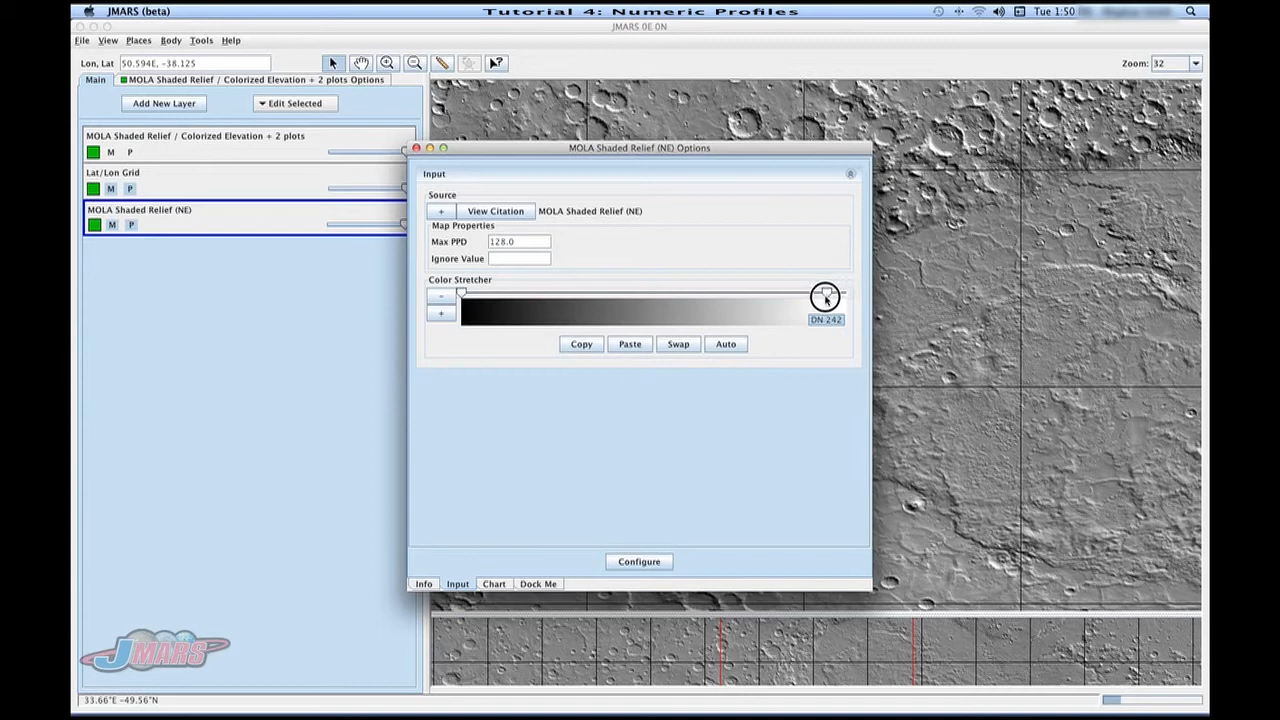 JMARS (beta)
Tutorial 4: Numeric Profiles
Tue 1:50
JMARS 0E 0N
File View Places Body Tools Help
Lon, Lat 50.594E, -38.125
Zoom: 32
Main
MOLA Shaded Relief / Colorized Elevation + 2 plots Options
Add New Layer
Edit Selected
MOLA Shaded Relief / Colorized Elevation + 2 plots
M P
Lat/Lon Grid
M P
MOLA Shaded Relief (NE)
M P
MOLA Shaded Relief (NE) Options
Input
Source
+ View Citation MOLA Shaded Relief (NE)
Map Properties
Max PPD 128.0
Ignore Value
Color Stretcher
-
+
DN 242
Copy Paste Swap Auto
Configure
Info Input Chart Dock Me
JMARS
33.66°E -49.56°N